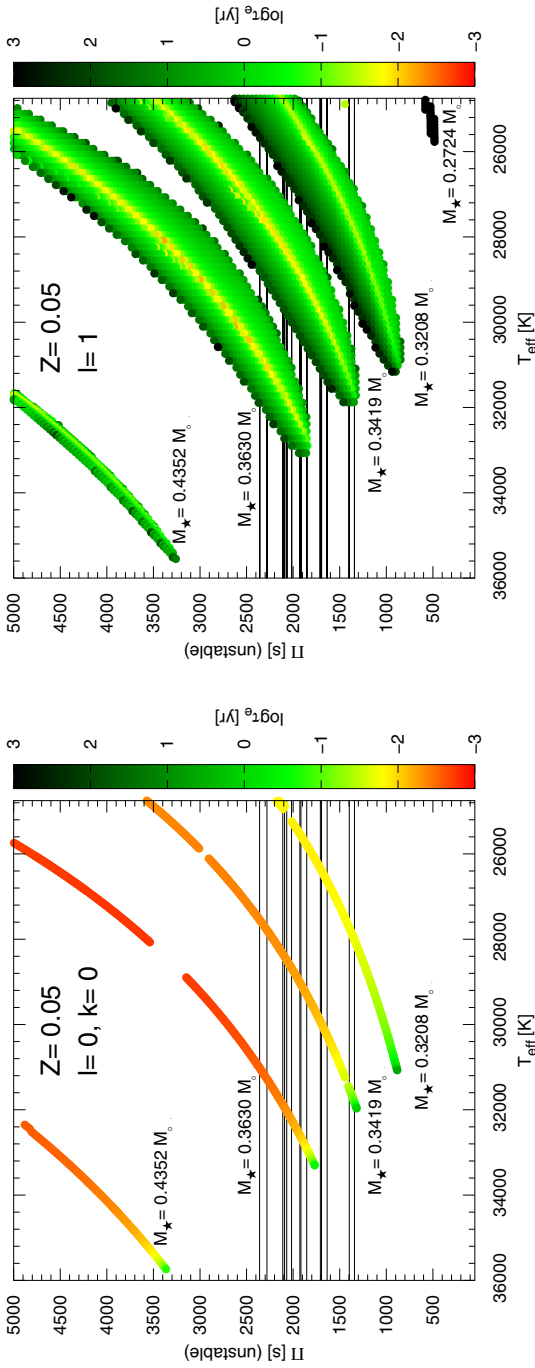 5000
4500
4000
3500
3000
2500
2000
1500
1000
500
Π [s] (unstable)
36000
34000
32000
30000
28000
26000
T_eff [K]
Z= 0.05
l= 0, k= 0
M★= 0.4352 M○
M★= 0.3630 M○
M★= 0.3419 M○
M★= 0.3208 M○
3
2
1
0
-1
-2
-3
logτ_e [yr]
5000
4500
4000
3500
3000
2500
2000
1500
1000
500
Π [s] (unstable)
36000
34000
32000
30000
28000
26000
T_eff [K]
Z= 0.05
l= 1
M★= 0.4352 M○
M★= 0.3630 M○
M★= 0.3419 M○
M★= 0.3208 M○
M★= 0.2724 M○
3
2
1
0
-1
-2
-3
logτ_e [yr]